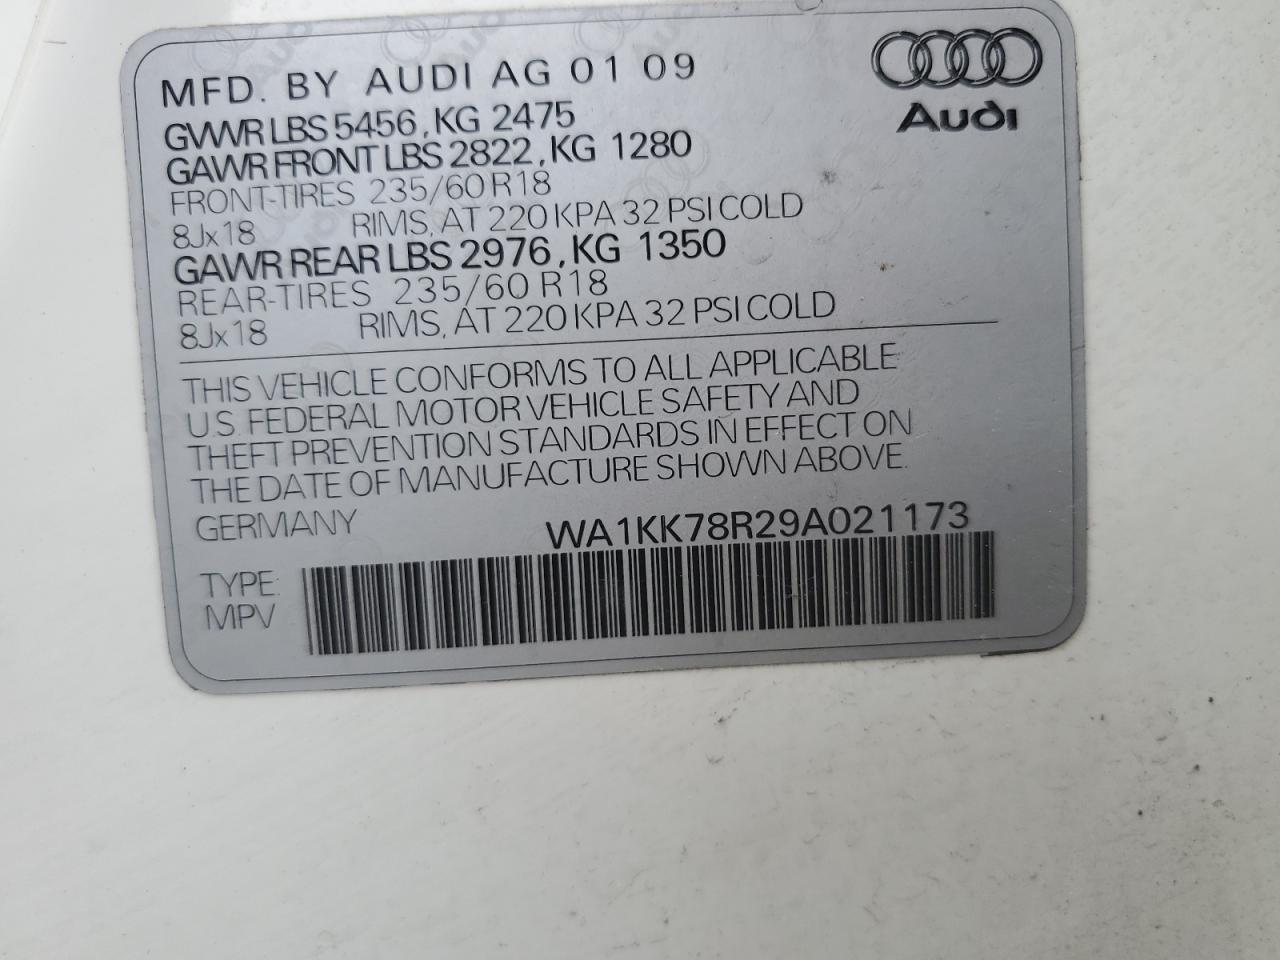 MFD. BY AUDI AG 01 09
Audi
GVWR LBS 5456, KG 2475
GAWR FRONT LBS 2822, KG 1280
FRONT-TIRES 235/60 R18
8Jx18 RIMS, AT 220 KPA 32 PSI COLD
GAWR REAR LBS 2976, KG 1350
REAR-TIRES 235/60 R18
8Jx18 RIMS, AT 220 KPA 32 PSI COLD
THIS VEHICLE CONFORMS TO ALL APPLICABLE
U.S. FEDERAL MOTOR VEHICLE SAFETY AND
THEFT PREVENTION STANDARDS IN EFFECT ON
THE DATE OF MANUFACTURE SHOWN ABOVE.
GERMANY WA1KK78R29A021173
TYPE:
MPV